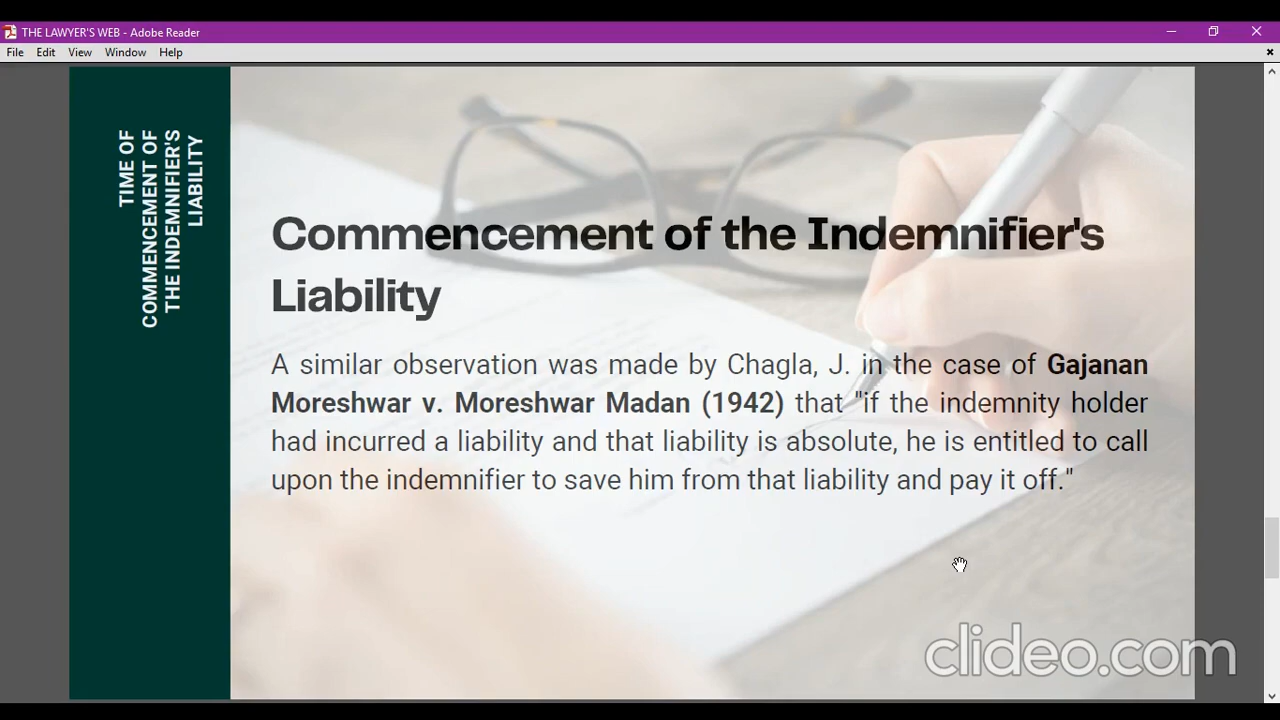 THE LAWYER'S WEB - Adobe Reader
File Edit View Window Help
TIME OF
COMMENCEMENT OF
THE INDEMNIFIER'S
LIABILITY
Commencement of the Indemnifier's
Liability
A similar observation was made by Chagla, J. in the case of Gajanan
Moreshwar v. Moreshwar Madan (1942) that "if the indemnity holder
had incurred a liability and that liability is absolute, he is entitled to call
upon the indemnifier to save him from that liability and pay it off."
clideo.com